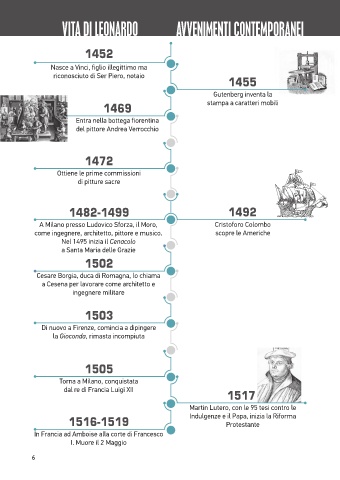 VITA DI LEONARDO
AVVENIMENTI CONTEMPORANEI
1452
Nasce a Vinci, figlio illegittimo ma
riconosciuto di Ser Piero, notaio
1455
Gutenberg inventa la
stampa a caratteri mobili
1469
Entra nella bottega fiorentina
del pittore Andrea Verrocchio
1472
Ottiene le prime commissioni
di pitture sacre
1482-1499
A Milano presso Ludovico Sforza, il Moro,
come ingegnere, architetto, pittore e musico.
Nel 1495 inizia il Cenacolo
a Santa Maria delle Grazie
1492
Cristoforo Colombo
scopre le Americhe
1502
Cesare Borgia, duca di Romagna, lo chiama
a Cesena per lavorare come architetto e
ingegnere militare
1503
Di nuovo a Firenze, comincia a dipingere
la Gioconda, rimasta incompiuta
1505
Torna a Milano, conquistata
dal re di Francia Luigi XII
1517
Martin Lutero, con le 95 tesi contro le
Indulgenze e il Papa, inizia la Riforma
Protestante
1516-1519
In Francia ad Amboise alla corte di Francesco
I. Muore il 2 Maggio
6